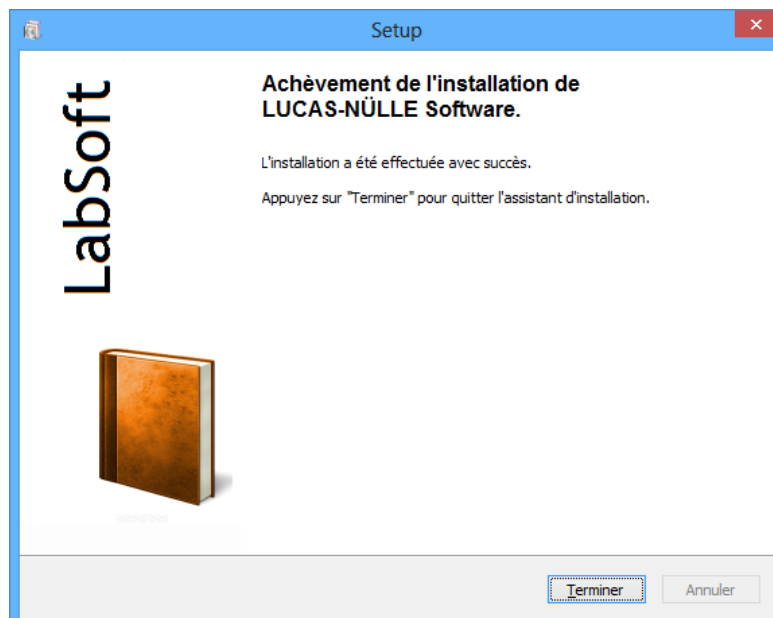 Setup
LabSoft
Achèvement de l'installation de
LUCAS-NÜLLE Software.
L'installation a été effectuée avec succès.
Appuyez sur "Terminer" pour quitter l'assistant d'installation.
Terminer
Annuler